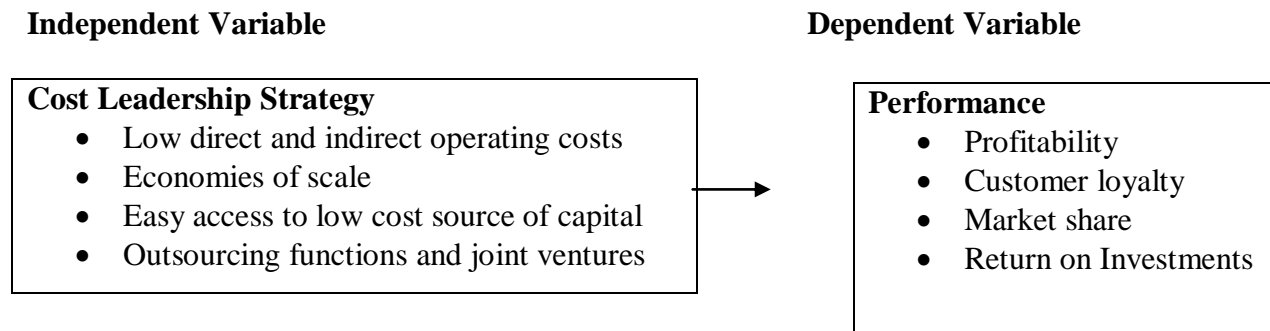 Independent Variable
Dependent Variable
Cost Leadership Strategy
• Low direct and indirect operating costs
• Economies of scale
• Easy access to low cost source of capital
• Outsourcing functions and joint ventures
Performance
• Profitability
• Customer loyalty
• Market share
• Return on Investments